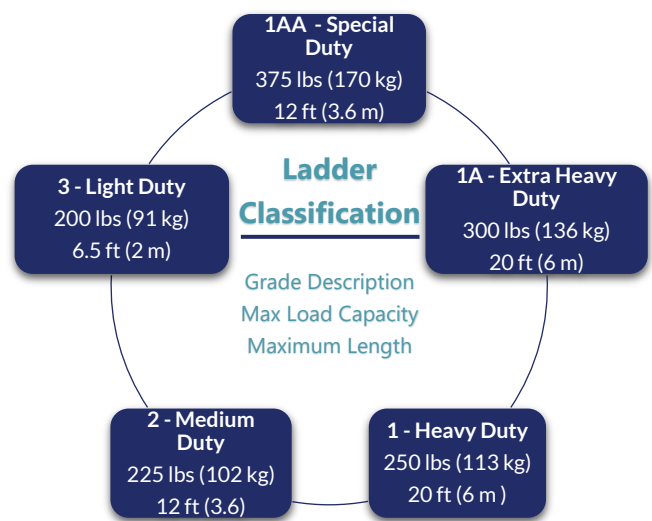 1AA - Special
Duty
375 lbs (170 kg)
12 ft (3.6 m)
Ladder
Classification
Grade Description
Max Load Capacity
Maximum Length
1A - Extra Heavy
Duty
300 lbs (136 kg)
20 ft (6 m)
1 - Heavy Duty
250 lbs (113 kg)
20 ft (6 m )
2 - Medium
Duty
225 lbs (102 kg)
12 ft (3.6)
3 - Light Duty
200 lbs (91 kg)
6.5 ft (2 m)